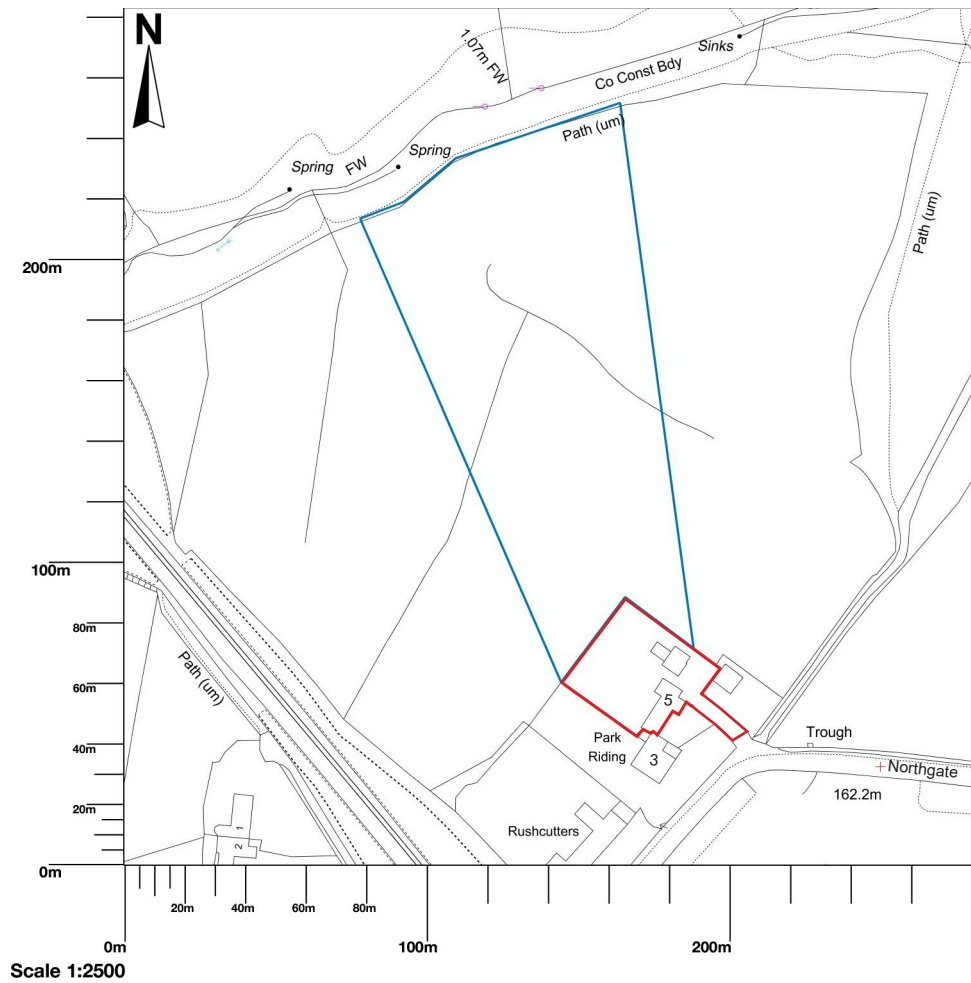 N
1.07m FW
Sinks
Co Const Bdy
Path (um)
Spring
FW
Spring
Path (um)
200m
100m
80m
60m
40m
20m
0m
Path (um)
5
Park
Riding
3
Trough
Northgate
162.2m
Rushcutters
1
2
20m
40m
60m
80m
0m
100m
200m
Scale 1:2500